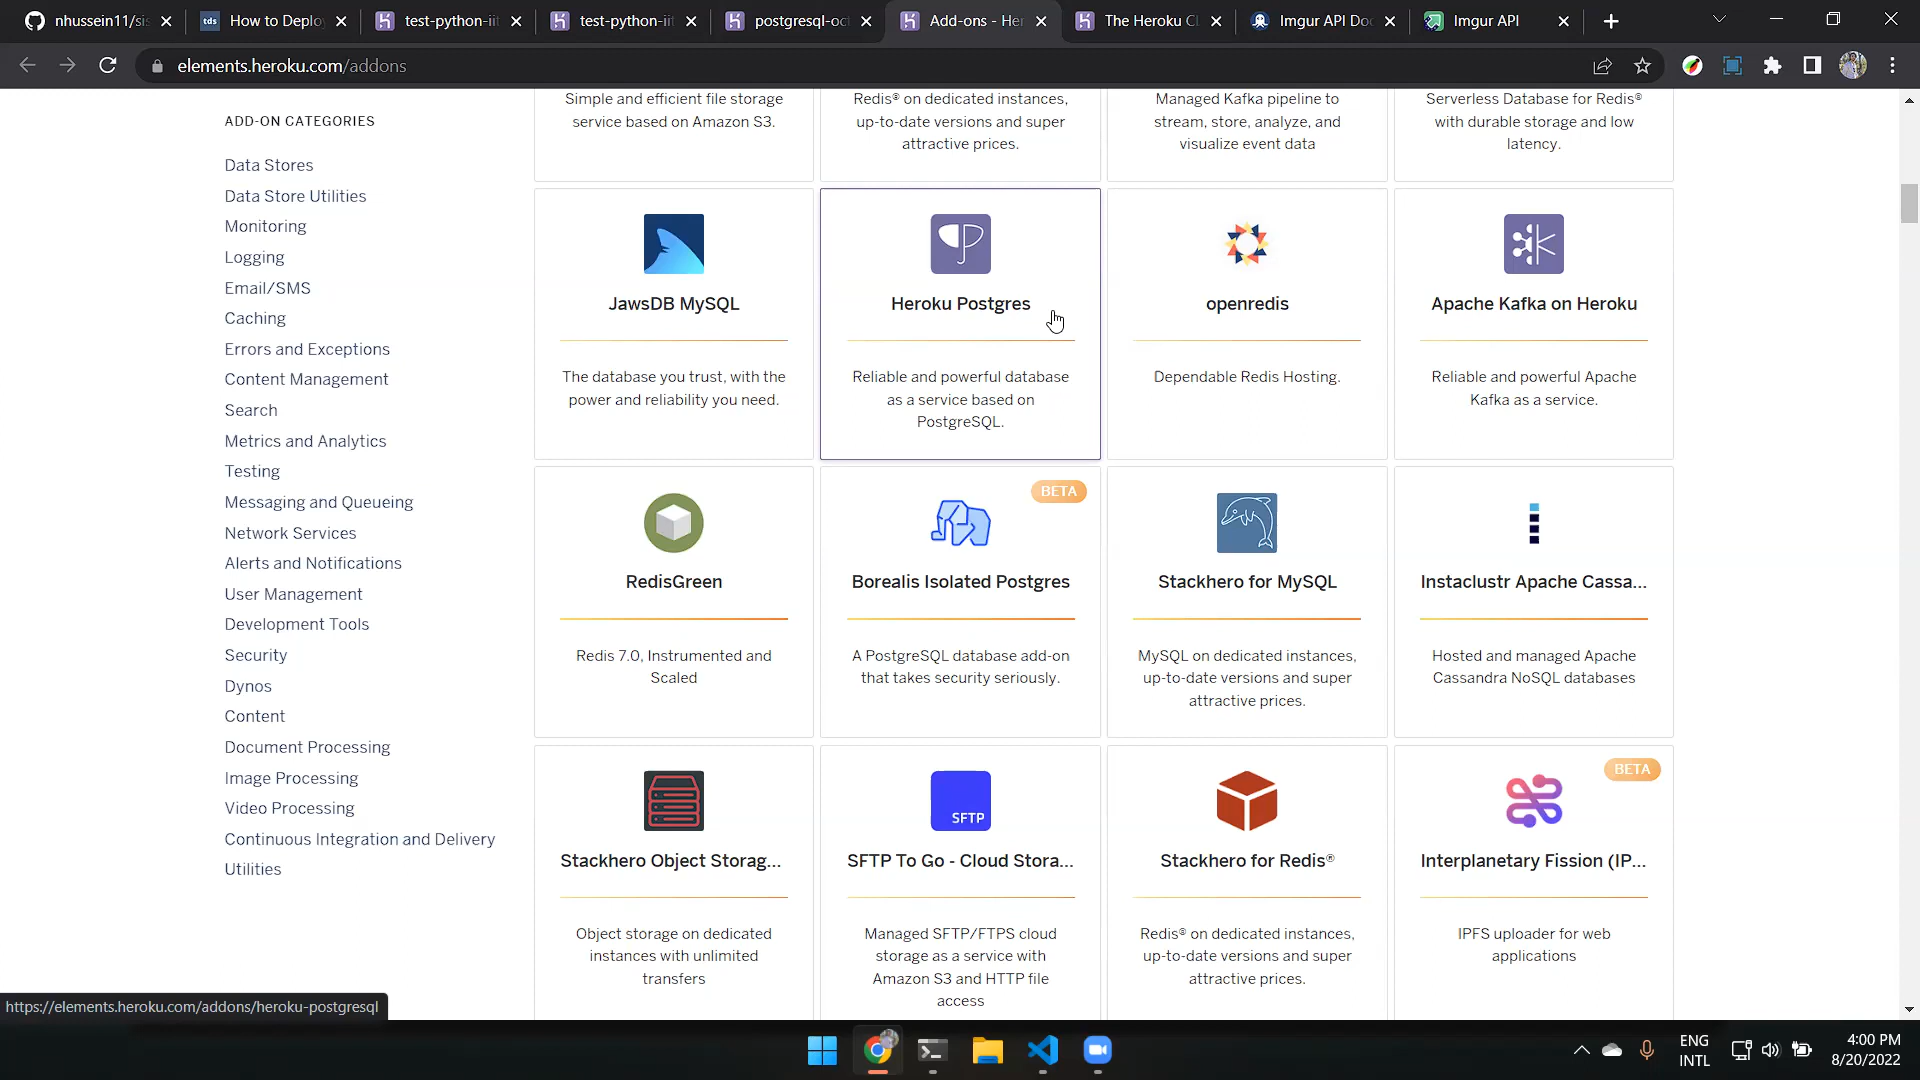 nhussein11/sis
tds
How to Deplo
test-python-iii
test-python-iii
postgresql-oc
Add-ons - He
The Heroku C
Imgur API Do
Imgur API
elements.heroku.com/addons
ADD-ON CATEGORIES
Data Stores
Data Store Utilities
Monitoring
Logging
Email/SMS
Caching
Errors and Exceptions
Content Management
Search
Metrics and Analytics
Testing
Messaging and Queueing
Network Services
Alerts and Notifications
User Management
Development Tools
Security
Dynos
Content
Document Processing
Image Processing
Video Processing
Continuous Integration and Delivery
Utilities
Simple and efficient file storage
service based on Amazon S3.
Redis® on dedicated instances,
up-to-date versions and super
attractive prices.
Managed Kafka pipeline to
stream, store, analyze, and
visualize event data
Serverless Database for Redis®
with durable storage and low
latency.
JawsDB MySQL
The database you trust, with the
power and reliability you need.
Heroku Postgres
Reliable and powerful database
as a service based on
PostgreSQL.
openredis
Dependable Redis Hosting.
Apache Kafka on Heroku
Reliable and powerful Apache
Kafka as a service.
RedisGreen
Redis 7.0, Instrumented and
Scaled
BETA
Borealis Isolated Postgres
A PostgreSQL database add-on
that takes security seriously.
Stackhero for MySQL
MySQL on dedicated instances,
up-to-date versions and super
attractive prices.
Instaclustr Apache Cassa...
Hosted and managed Apache
Cassandra NoSQL databases
Stackhero Object Storag...
Object storage on dedicated
instances with unlimited
transfers
SFTP
SFTP To Go - Cloud Stora...
Managed SFTP/FTPS cloud
storage as a service with
Amazon S3 and HTTP file
access
Stackhero for Redis®
Redis® on dedicated instances,
up-to-date versions and super
attractive prices.
BETA
Interplanetary Fission (IP...
IPFS uploader for web
applications
https://elements.heroku.com/addons/heroku-postgresql
ENG
INTL
4:00 PM
8/20/2022